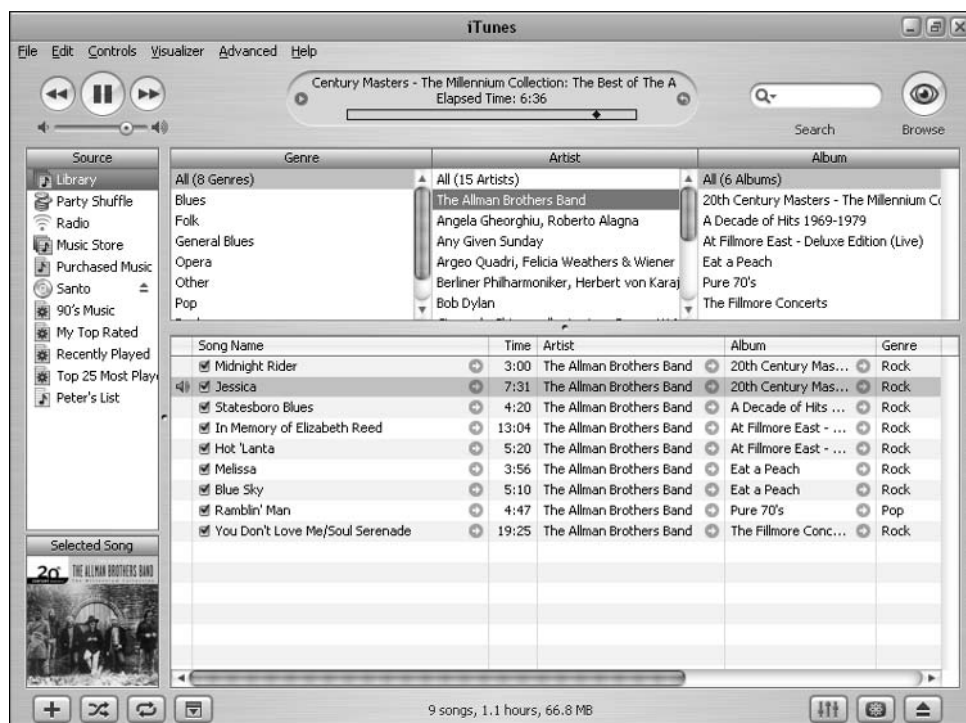 iTunes
File Edit Controls Visualizer Advanced Help
Century Masters - The Millennium Collection: The Best of The A
Elapsed Time: 6:36
Search
Browse
Source
Library
Party Shuffle
Radio
Music Store
Purchased Music
Santo
90's Music
My Top Rated
Recently Played
Top 25 Most Play
Peter's List
Genre
All (8 Genres)
Blues
Folk
General Blues
Opera
Other
Pop
Artist
All (15 Artists)
The Allman Brothers Band
Angela Gheorghiu, Roberto Alagna
Any Given Sunday
Argeo Quadri, Felicia Weathers & Wiener
Berliner Philharmoniker, Herbert von Karaj
Bob Dylan
Album
All (6 Albums)
20th Century Masters - The Millennium Co
A Decade of Hits 1969-1979
At Fillmore East - Deluxe Edition (Live)
Eat a Peach
Pure 70's
The Fillmore Concerts
Song Name Time Artist Album Genre
Midnight Rider 3:00 The Allman Brothers Band 20th Century Mas... Rock
Jessica 7:31 The Allman Brothers Band 20th Century Mas... Rock
Statesboro Blues 4:20 The Allman Brothers Band A Decade of Hits ... Rock
In Memory of Elizabeth Reed 13:04 The Allman Brothers Band At Fillmore East - ... Rock
Hot 'Lanta 5:20 The Allman Brothers Band At Fillmore East - ... Rock
Melissa 3:56 The Allman Brothers Band Eat a Peach Rock
Blue Sky 5:10 The Allman Brothers Band Eat a Peach Rock
Ramblin' Man 4:47 The Allman Brothers Band Pure 70's Pop
You Don't Love Me/Soul Serenade 19:25 The Allman Brothers Band The Fillmore Conc... Rock
Selected Song
20
THE ALLMAN BROTHERS BAND
9 songs, 1.1 hours, 66.8 MB